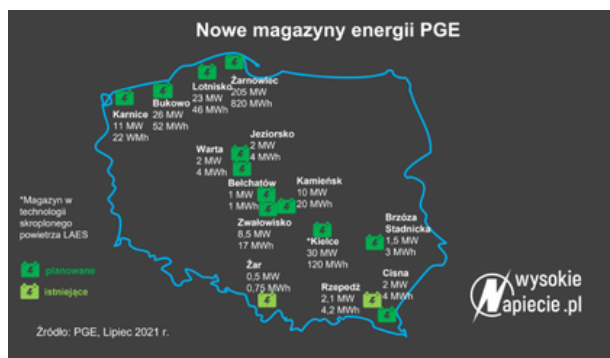 Nowe magazyny energii PGE
Żarnowiec
205 MW
820 MWh
Lotnisko
23 MW
46 MWh
Bukowo
26 MW
52 MWh
Karnice
11 MW
22 WMh
Jeziorsko
2 MW
4 MWh
Warta
2 MW
4 MWh
Bełchatów
1 MW
1 MWh
Kamieńsk
10 MW
20 MWh
Zwałowisko
8,5 MW
17 MWh
*Kielce
30 MW
120 MWh
Brzóza
Stadnicka
1,5 MW
3 MWh
Żar
0,5 MW
0,75 MWh
Rzepedź
2,1 MW
4,2 MWh
Cisna
2 MW
4 MWh
*Magazyn w
technologii
skroplonego
powietrza LAES
planowane
istniejące
Źródło: PGE, Lipiec 2021 r.
wysokie
Napiecie.pl